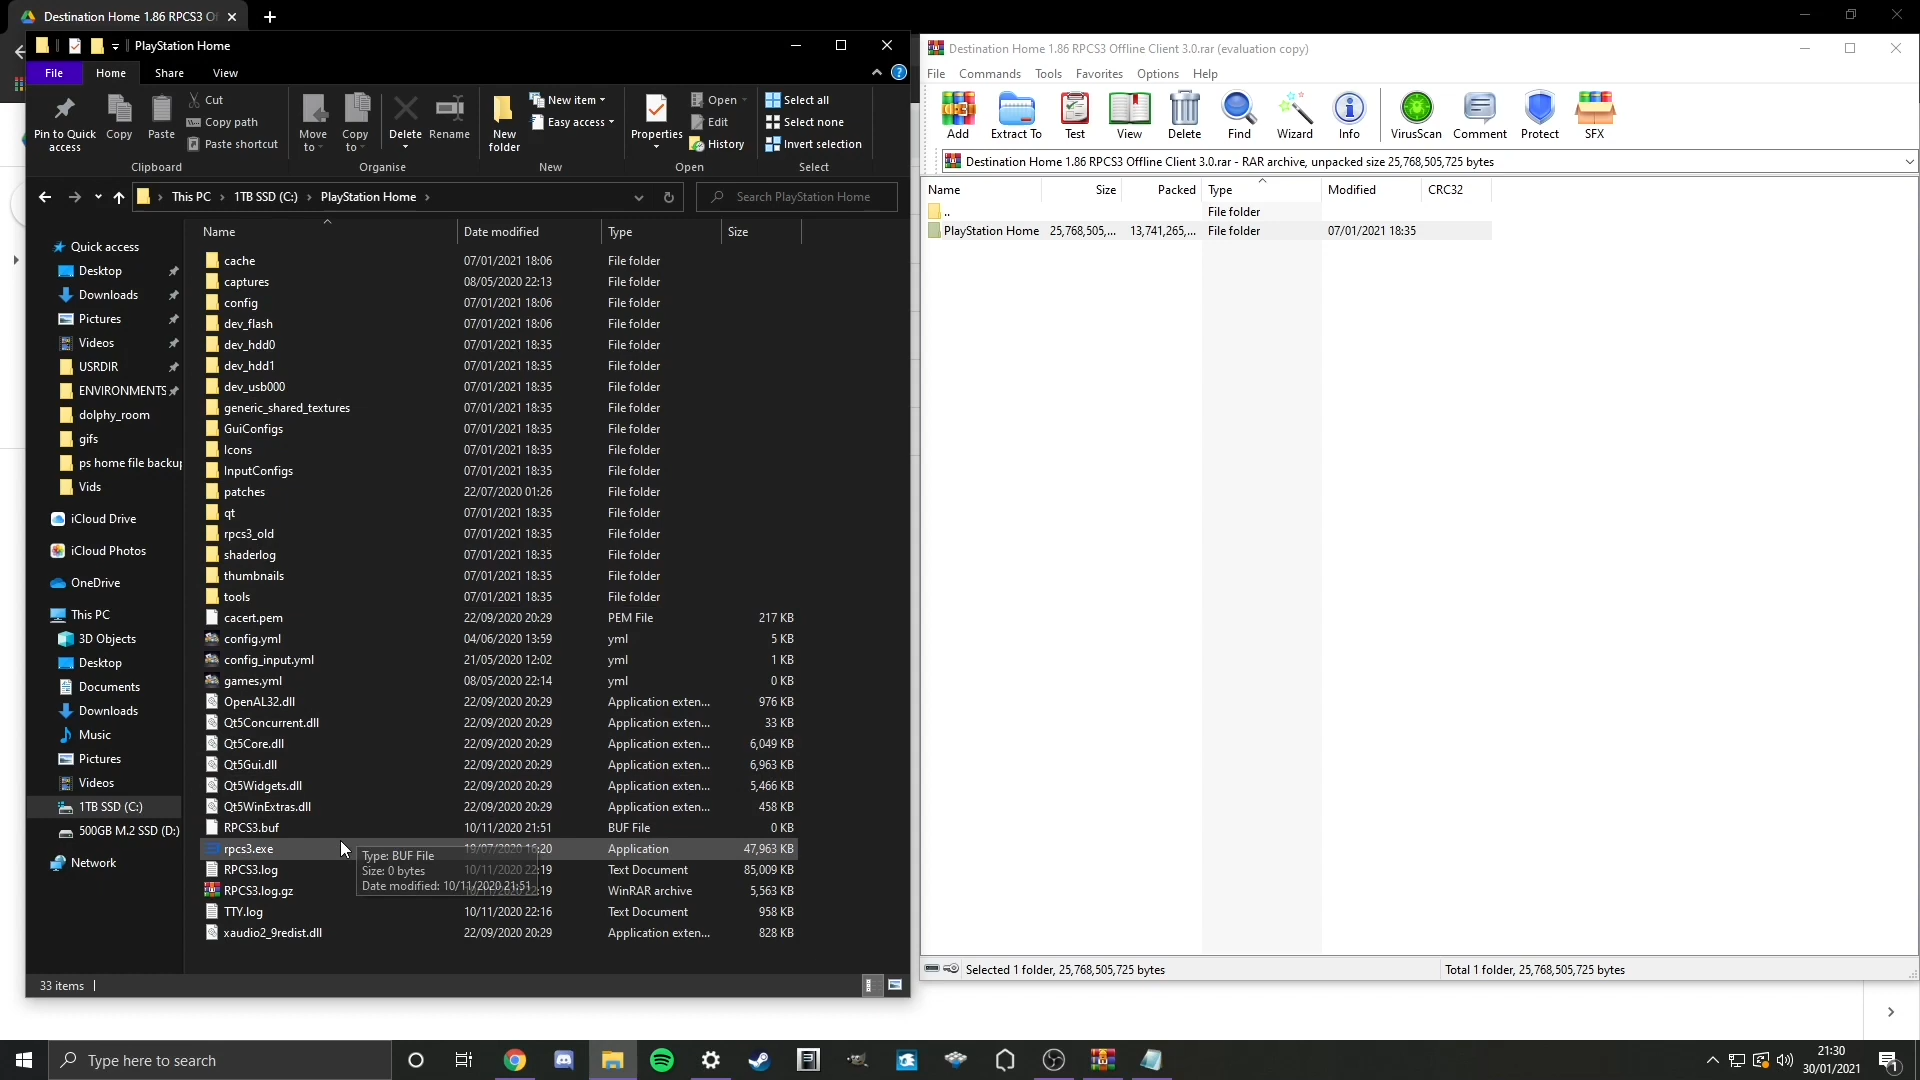 Destination Home 1.86 RPCS3 Of
PlayStation Home
File
Home
Share
View
Pin to Quick access
Copy
Paste
Cut
Copy path
Paste shortcut
Clipboard
Move to
Copy to
Delete
Rename
Organise
New folder
New item
Easy access
New
Properties
Open
Edit
History
Open
Select all
Select none
Invert selection
Select
This PC
1TB SSD (C:)
PlayStation Home
Search PlayStation Home
Quick access
Desktop
Downloads
Pictures
Videos
USRDIR
ENVIRONMENTS
dolphy_room
gifs
ps home file backup
Vids
iCloud Drive
iCloud Photos
OneDrive
This PC
3D Objects
Desktop
Documents
Downloads
Music
Pictures
Videos
1TB SSD (C:)
500GB M.2 SSD (D:)
Network
Name Date modified Type Size
cache 07/01/2021 18:06 File folder
captures 08/05/2020 22:13 File folder
config 07/01/2021 18:06 File folder
dev_flash 07/01/2021 18:06 File folder
dev_hdd0 07/01/2021 18:35 File folder
dev_hdd1 07/01/2021 18:35 File folder
dev_usb000 07/01/2021 18:35 File folder
generic_shared_textures 07/01/2021 18:35 File folder
GuiConfigs 07/01/2021 18:35 File folder
Icons 07/01/2021 18:35 File folder
InputConfigs 07/01/2021 18:35 File folder
patches 22/07/2020 01:26 File folder
qt 07/01/2021 18:35 File folder
rpcs3_old 07/01/2021 18:35 File folder
shaderlog 07/01/2021 18:35 File folder
thumbnails 07/01/2021 18:35 File folder
tools 07/01/2021 18:35 File folder
cacert.pem 22/09/2020 20:29 PEM File 217 KB
config.yml 04/06/2020 13:59 yml 5 KB
config_input.yml 21/05/2020 12:02 yml 1 KB
games.yml 08/05/2020 22:14 yml 0 KB
OpenAL32.dll 22/09/2020 20:29 Application exten... 976 KB
Qt5Concurrent.dll 22/09/2020 20:29 Application exten... 33 KB
Qt5Core.dll 22/09/2020 20:29 Application exten... 6,049 KB
Qt5Gui.dll 22/09/2020 20:29 Application exten... 6,963 KB
Qt5Widgets.dll 22/09/2020 20:29 Application exten... 5,466 KB
Qt5WinExtras.dll 22/09/2020 20:29 Application exten... 458 KB
RPCS3.buf 10/11/2020 21:51 BUF File 0 KB
rpcs3.exe 19/07/2020 16:20 Application 47,963 KB
RPCS3.log 10/11/2020 22:19 Text Document 85,009 KB
RPCS3.log.gz 10/11/2020 22:19 WinRAR archive 5,563 KB
TTY.log 10/11/2020 22:16 Text Document 958 KB
xaudio2_9redist.dll 22/09/2020 20:29 Application exten... 828 KB
Type: BUF File
Size: 0 bytes
Date modified: 10/11/2020 21:51
33 items
Destination Home 1.86 RPCS3 Offline Client 3.0.rar (evaluation copy)
File Commands Tools Favorites Options Help
Add Extract To Test View Delete Find Wizard Info VirusScan Comment Protect SFX
Destination Home 1.86 RPCS3 Offline Client 3.0.rar - RAR archive, unpacked size 25,768,505,725 bytes
Name Size Packed Type Modified CRC32
.. File folder
PlayStation Home 25,768,505,... 13,741,265,... File folder 07/01/2021 18:35
Selected 1 folder, 25,768,505,725 bytes
Total 1 folder, 25,768,505,725 bytes
Type here to search
21:30
30/01/2021
1